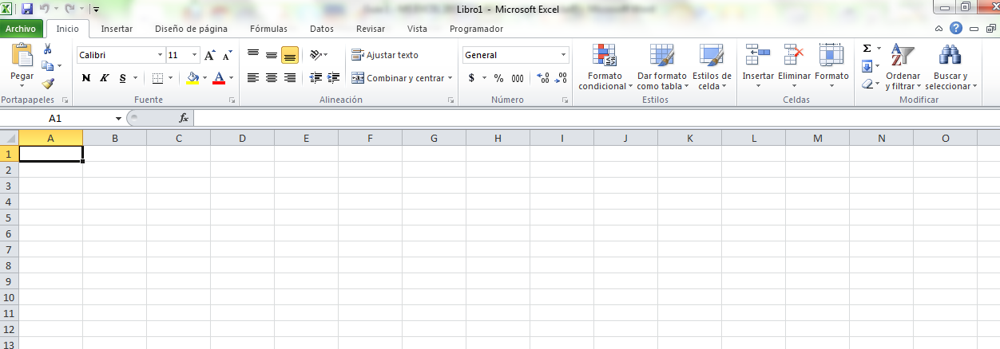 Libro1 - Microsoft Excel
Archivo Inicio Insertar Diseño de página Fórmulas Datos Revisar Vista Programador
Pegar
Portapapeles
Calibri 11 A A
N K S A
Fuente
Ajustar texto
Combinar y centrar
Alineación
General
$ % 000
Número
Formato condicional
Dar formato como tabla
Estilos de celda
Estilos
Insertar Eliminar Formato
Celdas
Σ
Ordenar y filtrar
Buscar y seleccionar
Modificar
A1 fx
A B C D E F G H I J K L M N O
1
2
3
4
5
6
7
8
9
10
11
12
13